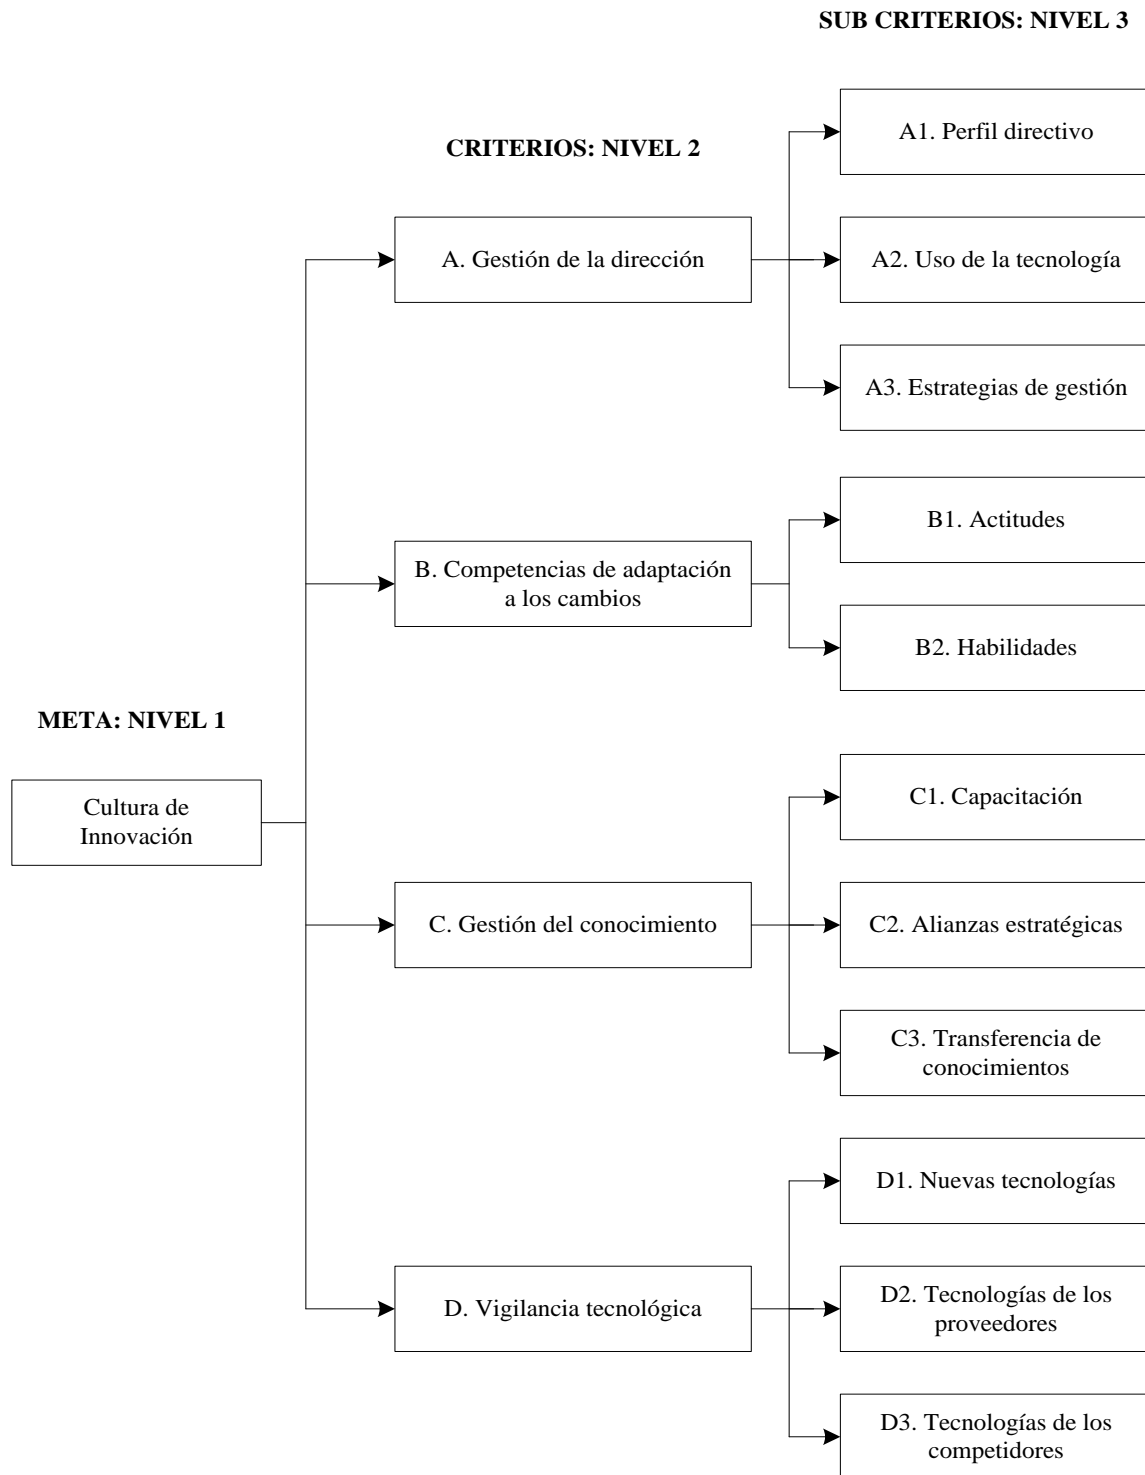 SUB CRITERIOS: NIVEL 3
A1. Perfil directivo
CRITERIOS: NIVEL 2
A. Gestión de la dirección
A2. Uso de la tecnología
A3. Estrategias de gestión
B1. Actitudes
B. Competencias de adaptación
a los cambios
B2. Habilidades
META: NIVEL 1
Cultura de
Innovación
C1. Capacitación
C. Gestión del conocimiento
C2. Alianzas estratégicas
C3. Transferencia de
conocimientos
D1. Nuevas tecnologías
D. Vigilancia tecnológica
D2. Tecnologías de los
proveedores
D3. Tecnologías de los
competidores